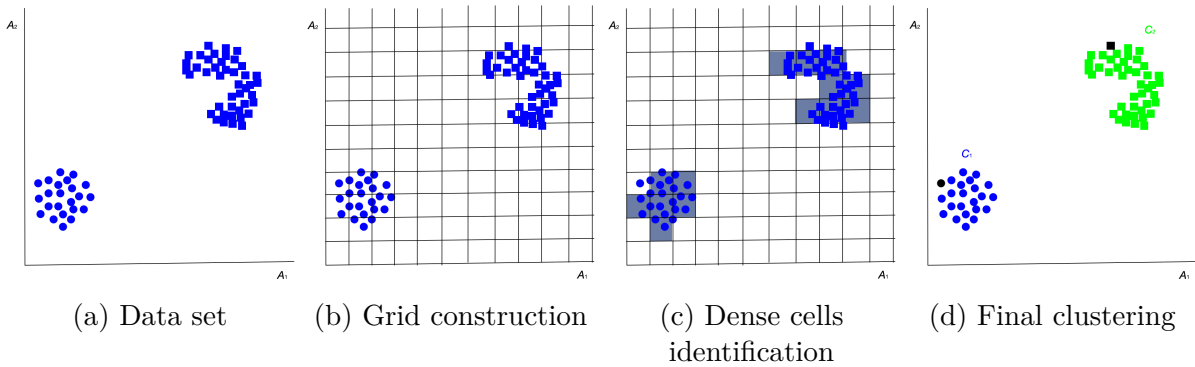 A₂
A₁
A₂
A₁
A₂
A₁
A₂
C₂
C₁
A₁
(a) Data set
(b) Grid construction
(c) Dense cells
identification
(d) Final clustering